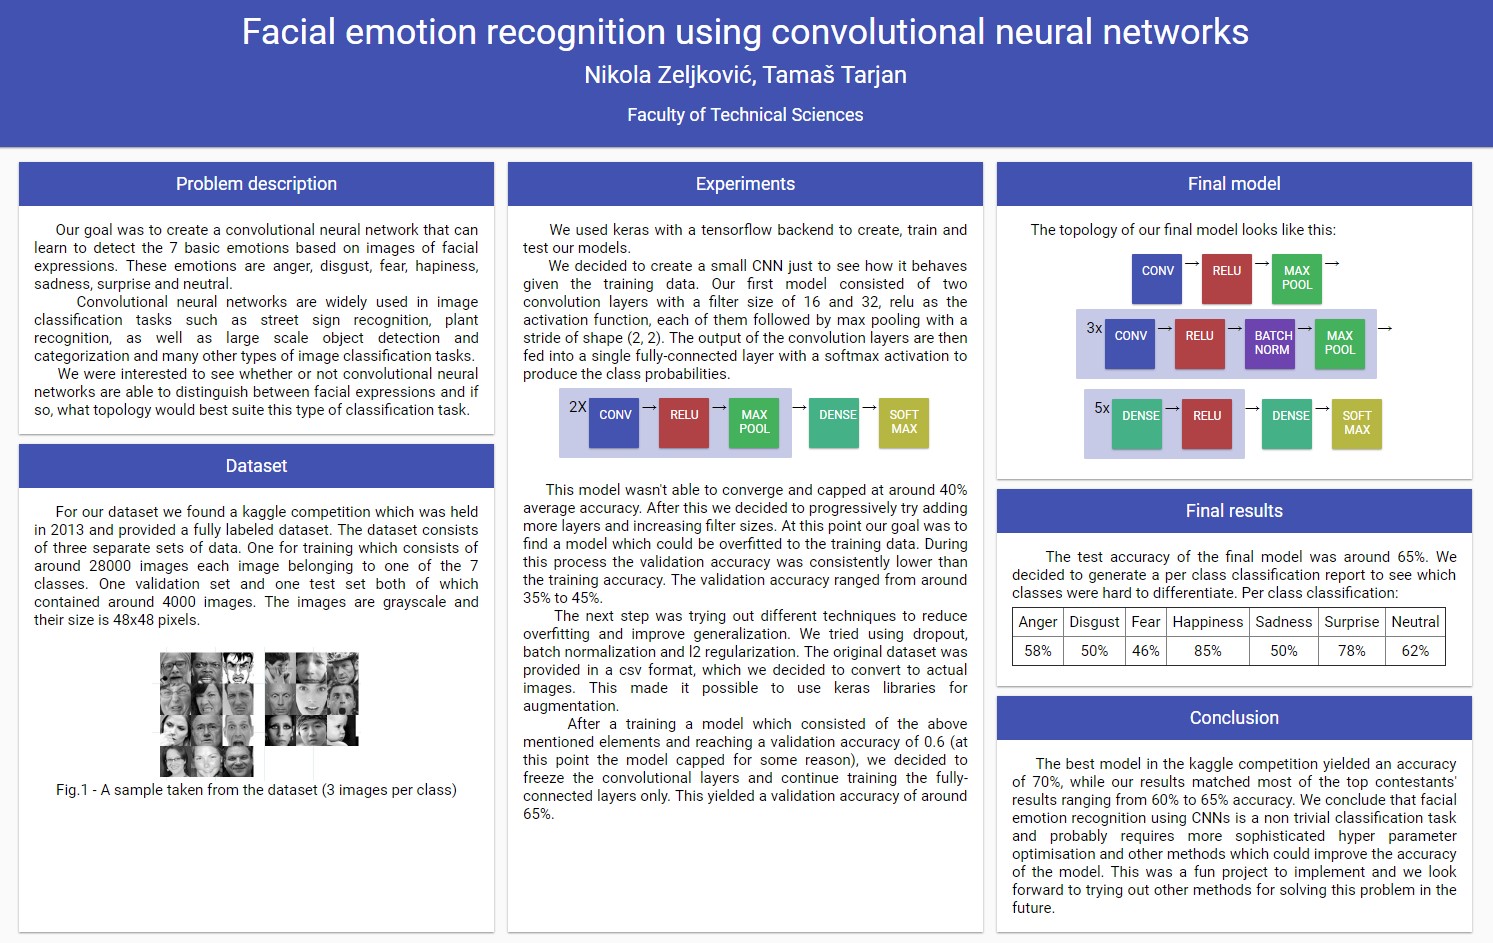 Facial emotion recognition using convolutional neural networks
Nikola Zeljković, Tamaš Tarjan
Faculty of Technical Sciences
Problem description
Our goal was to create a convolutional neural network that can
learn to detect the 7 basic emotions based on images of facial
expressions. These emotions are anger, disgust, fear, hapiness,
sadness, surprise and neutral.
Convolutional neural networks are widely used in image
classification tasks such as street sign recognition, plant
recognition, as well as large scale object detection and
categorization and many other types of image classification tasks.
We were interested to see whether or not convolutional neural
networks are able to distinguish between facial expressions and if
so, what topology would best suite this type of classification task.
Dataset
For our dataset we found a kaggle competition which was held
in 2013 and provided a fully labeled dataset. The dataset consists
of three separate sets of data. One for training which consists of
around 28000 images each image belonging to one of the 7
classes. One validation set and one test set both of which
contained around 4000 images. The images are grayscale and
their size is 48x48 pixels.
Fig.1 - A sample taken from the dataset (3 images per class)
Experiments
We used keras with a tensorflow backend to create, train and
test our models.
We decided to create a small CNN just to see how it behaves
given the training data. Our first model consisted of two
convolution layers with a filter size of 16 and 32, relu as the
activation function, each of them followed by max pooling with a
stride of shape (2, 2). The output of the convolution layers are then
fed into a single fully-connected layer with a softmax activation to
produce the class probabilities.
2X CONV → RELU → MAX → DENSE → SOFT
POOL MAX
This model wasn't able to converge and capped at around 40%
average accuracy. After this we decided to progressively try adding
more layers and increasing filter sizes. At this point our goal was to
find a model which could be overfitted to the training data. During
this process the validation accuracy was consistently lower than
the training accuracy. The validation accuracy ranged from around
35% to 45%.
The next step was trying out different techniques to reduce
overfitting and improve generalization. We tried using dropout,
batch normalization and l2 regularization. The original dataset was
provided in a csv format, which we decided to convert to actual
images. This made it possible to use keras libraries for
augmentation.
After a training a model which consisted of the above
mentioned elements and reaching a validation accuracy of 0.6 (at
this point the model capped for some reason), we decided to
freeze the convolutional layers and continue training the fully-
connected layers only. This yielded a validation accuracy of around
65%.
Final model
The topology of our final model looks like this:
CONV → RELU → MAX →
POOL
3x CONV → RELU → BATCH → MAX →
NORM POOL
5x DENSE → RELU → DENSE → SOFT
MAX
Final results
The test accuracy of the final model was around 65%. We
decided to generate a per class classification report to see which
classes were hard to differentiate. Per class classification:
Anger Disgust Fear Happiness Sadness Surprise Neutral
58% 50% 46% 85% 50% 78% 62%
Conclusion
The best model in the kaggle competition yielded an accuracy
of 70%, while our results matched most of the top contestants'
results ranging from 60% to 65% accuracy. We conclude that facial
emotion recognition using CNNs is a non trivial classification task
and probably requires more sophisticated hyper parameter
optimisation and other methods which could improve the accuracy
of the model. This was a fun project to implement and we look
forward to trying out other methods for solving this problem in the
future.